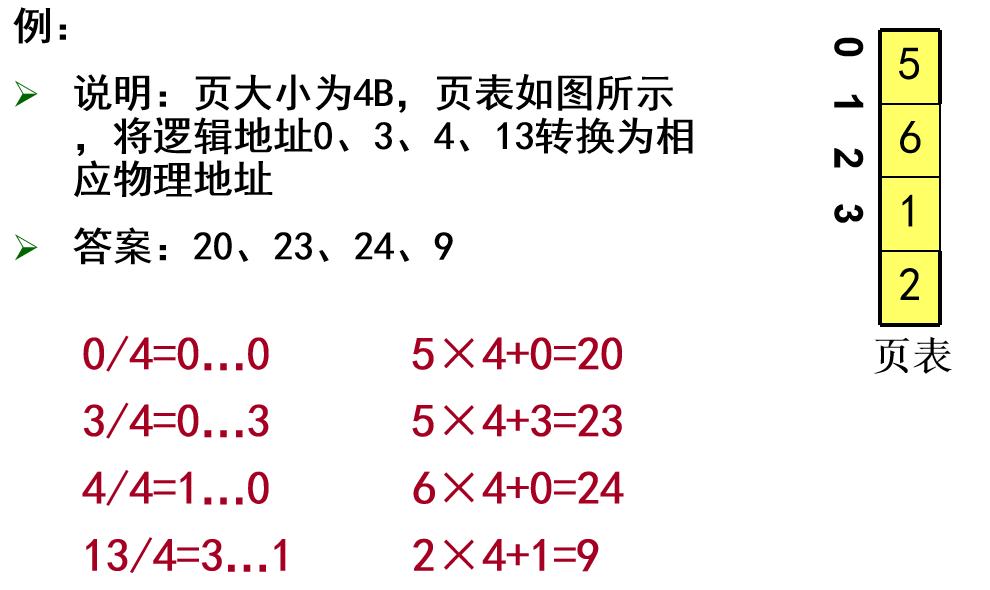 例：
说明：页大小为4B，页表如图所示
，将逻辑地址0、3、4、13转换为相
应物理地址
答案：20、23、24、9
0/4=0…0 5×4+0=20
3/4=0…3 5×4+3=23
4/4=1…0 6×4+0=24
13/4=3…1 2×4+1=9
0 5
1 6
2 1
3 2
页表